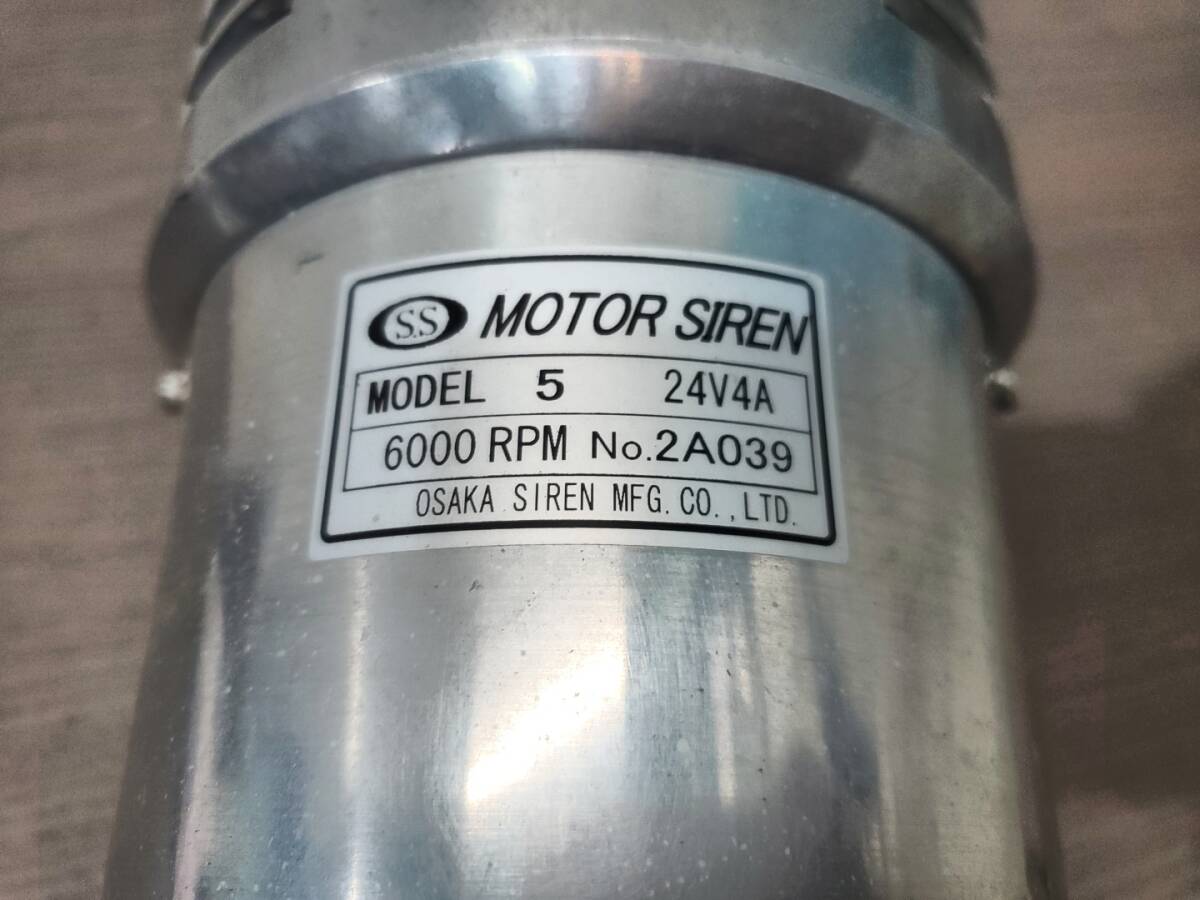 S.S MOTOR SIREN
MODEL 5 24V4A
6000 RPM No.2A039
OSAKA SIREN MFG. CO.,LTD.